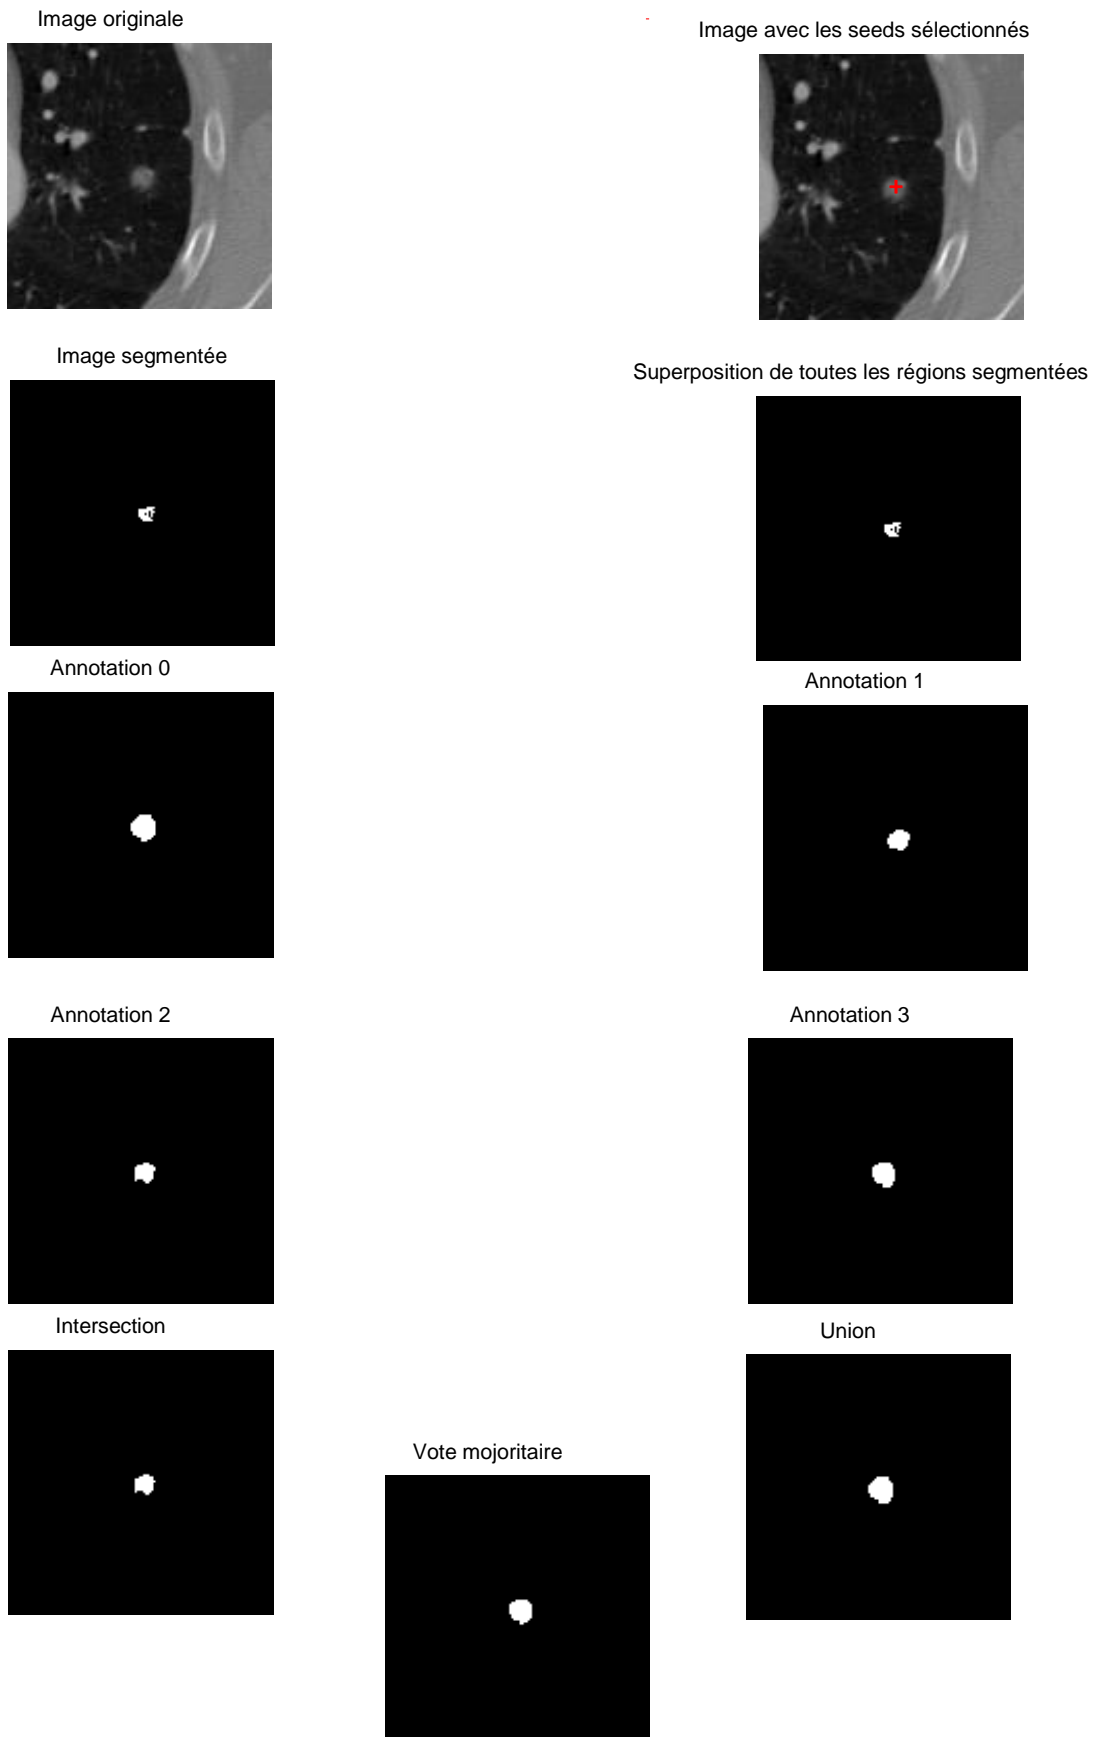 Image originale
Image avec les seeds sélectionnés
Image segmentée
Superposition de toutes les régions segmentées
Annotation 0
Annotation 1
Annotation 2
Annotation 3
Intersection
Union
Vote mojoritaire